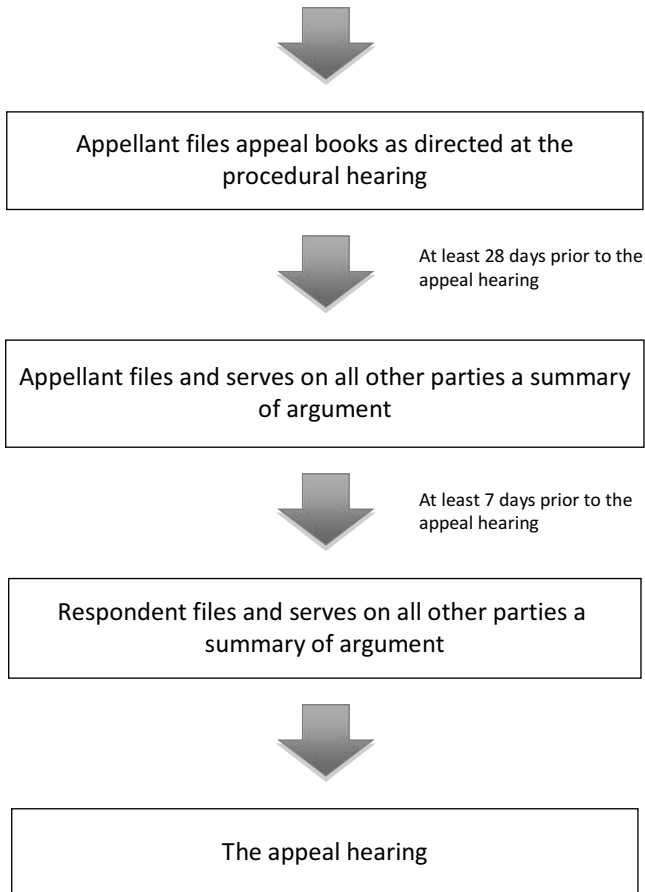 Appellant files appeal books as directed at the
procedural hearing
At least 28 days prior to the
appeal hearing
Appellant files and serves on all other parties a summary
of argument
At least 7 days prior to the
appeal hearing
Respondent files and serves on all other parties a
summary of argument
The appeal hearing